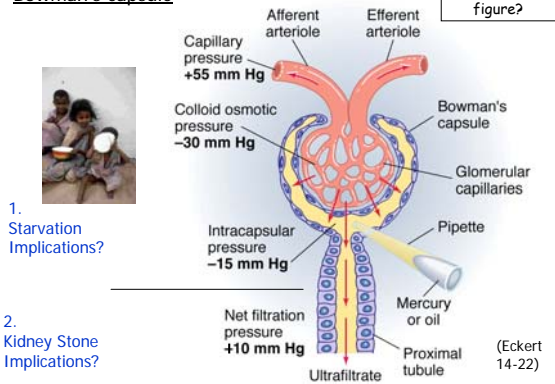 Bowman's capsule
figure?
Afferent
arteriole
Efferent
arteriole
Capillary
pressure
+55 mm Hg
Colloid osmotic
pressure
–30 mm Hg
Bowman's
capsule
Glomerular
capillaries
1.
Starvation
Implications?
Intracapsular
pressure
–15 mm Hg
Pipette
Mercury
or oil
2.
Kidney Stone
Implications?
Net filtration
pressure
+10 mm Hg
Proximal
tubule
Ultrafiltrate
(Eckert
14-22)